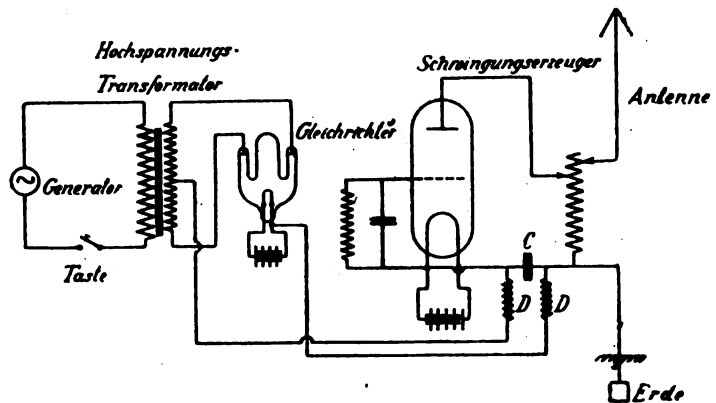 Hochspannungs-
Transformator
Schwingungserzeuger
Antenne
Gleichrichter
Generator
Taste
C
D
D
Erde